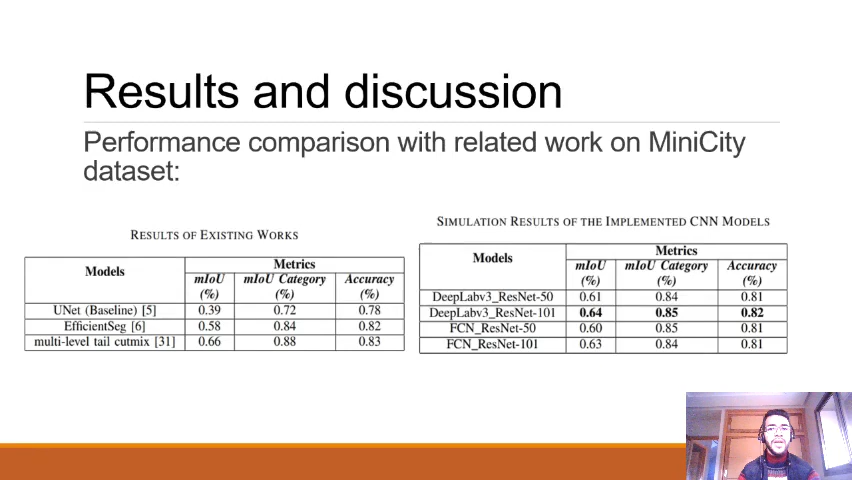 Results and discussion
Performance comparison with related work on MiniCity
dataset:
RESULTS OF EXISTING WORKS
Models Metrics
mIoU (%) mIoU Category (%) Accuracy (%)
UNet (Baseline) [5] 0.39 0.72 0.78
EfficientSeg [6] 0.58 0.84 0.82
multi-level tail cutmix [31] 0.66 0.88 0.83
SIMULATION RESULTS OF THE IMPLEMENTED CNN MODELS
Models Metrics
mIoU (%) mIoU Category (%) Accuracy (%)
DeepLabv3_ResNet-50 0.61 0.84 0.81
DeepLabv3_ResNet-101 0.64 0.85 0.82
FCN_ResNet-50 0.60 0.85 0.81
FCN_ResNet-101 0.63 0.84 0.81